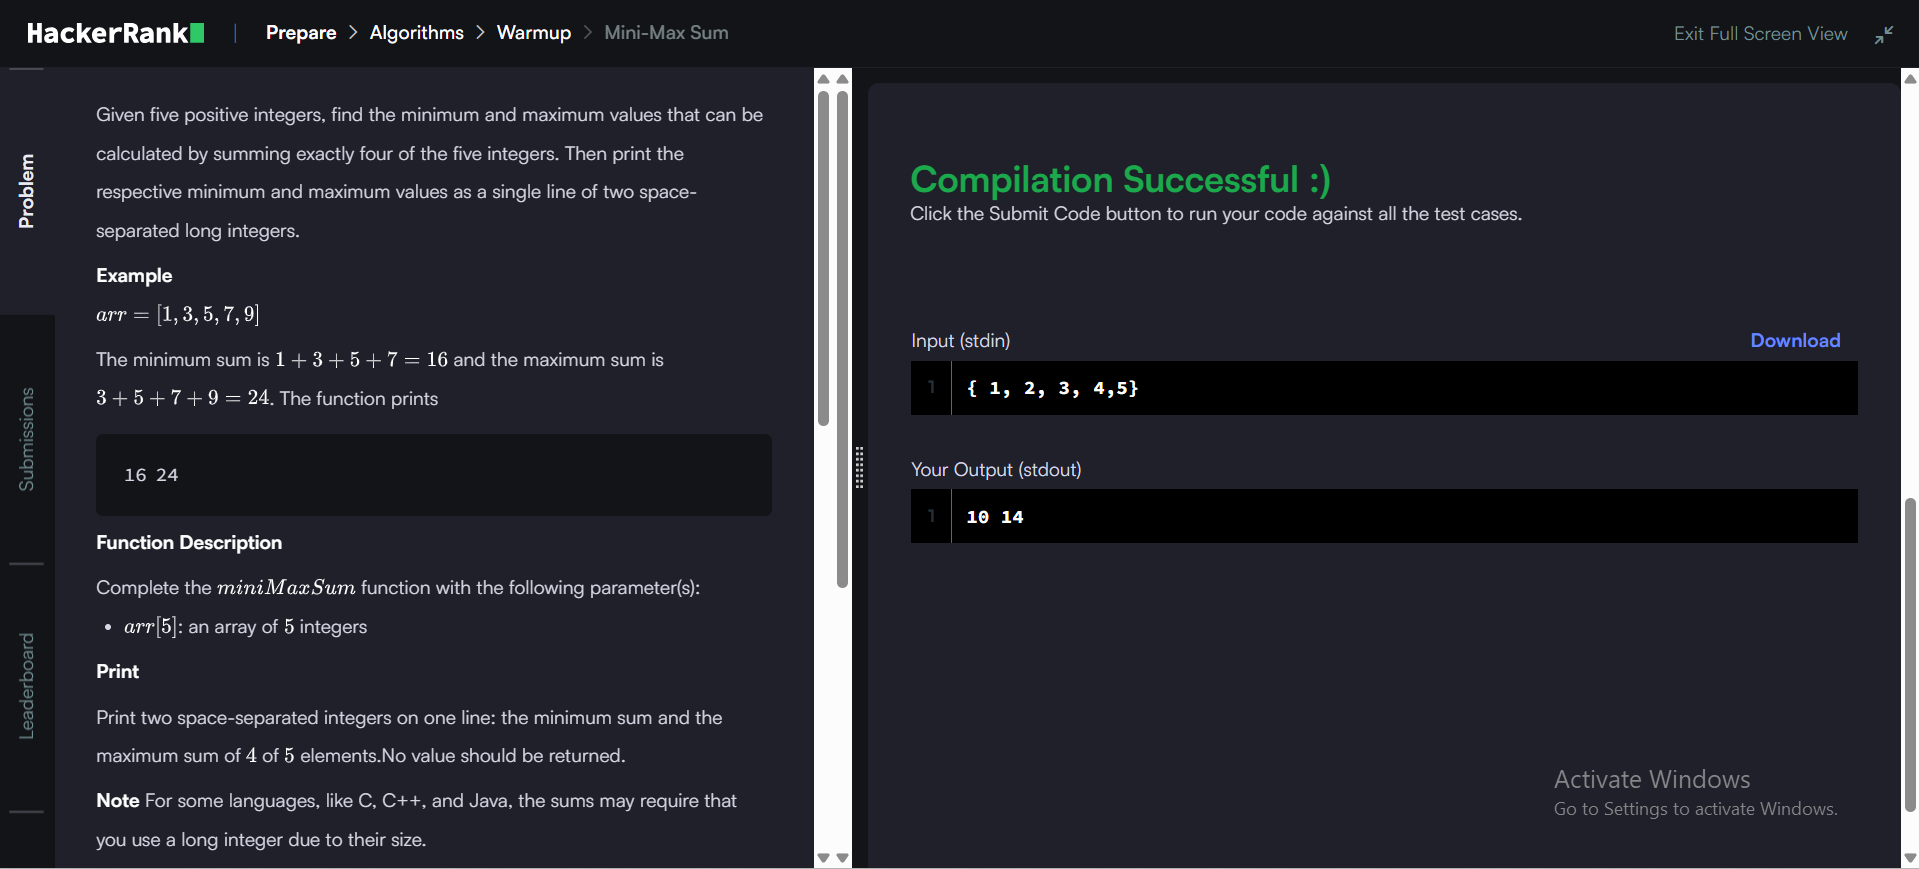 HackerRank
Prepare > Algorithms > Warmup > Mini-Max Sum
Exit Full Screen View
Problem
Submissions
Leaderboard
Given five positive integers, find the minimum and maximum values that can be
calculated by summing exactly four of the five integers. Then print the
respective minimum and maximum values as a single line of two space-
separated long integers.
Example
arr = [1, 3, 5, 7, 9]
The minimum sum is 1 + 3 + 5 + 7 = 16 and the maximum sum is
3 + 5 + 7 + 9 = 24. The function prints
16 24
Function Description
Complete the miniMaxSum function with the following parameter(s):
• arr[5]: an array of 5 integers
Print
Print two space-separated integers on one line: the minimum sum and the
maximum sum of 4 of 5 elements.No value should be returned.
Note For some languages, like C, C++, and Java, the sums may require that
you use a long integer due to their size.
Compilation Successful :)
Click the Submit Code button to run your code against all the test cases.
Input (stdin)
Download
1 { 1, 2, 3, 4,5}
Your Output (stdout)
1 10 14
Activate Windows
Go to Settings to activate Windows.